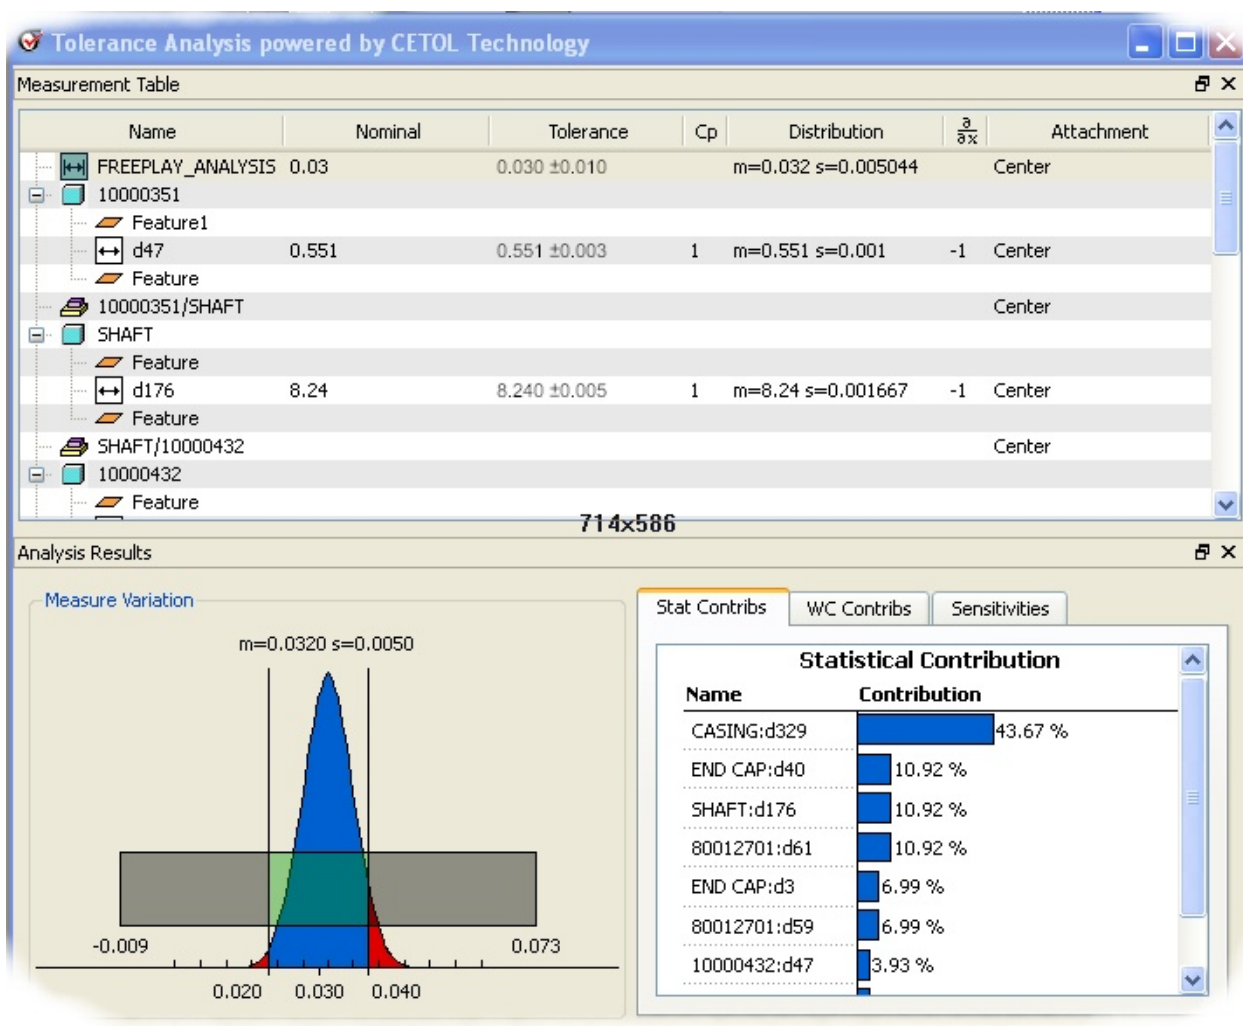 Tolerance Analysis powered by CETOL Technology
Measurement Table
Name Nominal Tolerance Cp Distribution ∂/∂x Attachment
FREEPLAY_ANALYSIS 0.03 0.030 ±0.010 m=0.032 s=0.005044 Center
10000351
Feature1
d47 0.551 0.551 ±0.003 1 m=0.551 s=0.001 -1 Center
Feature
10000351/SHAFT Center
SHAFT
Feature
d176 8.24 8.240 ±0.005 1 m=8.24 s=0.001667 -1 Center
Feature
SHAFT/10000432 Center
10000432
Feature
714x586
Analysis Results
Measure Variation
m=0.0320 s=0.0050
-0.009 0.073
0.020 0.030 0.040
Stat Contribs WC Contribs Sensitivities
Statistical Contribution
Name Contribution
CASING:d329 43.67 %
END CAP:d40 10.92 %
SHAFT:d176 10.92 %
80012701:d61 10.92 %
END CAP:d3 6.99 %
80012701:d59 6.99 %
10000432:d47 3.93 %